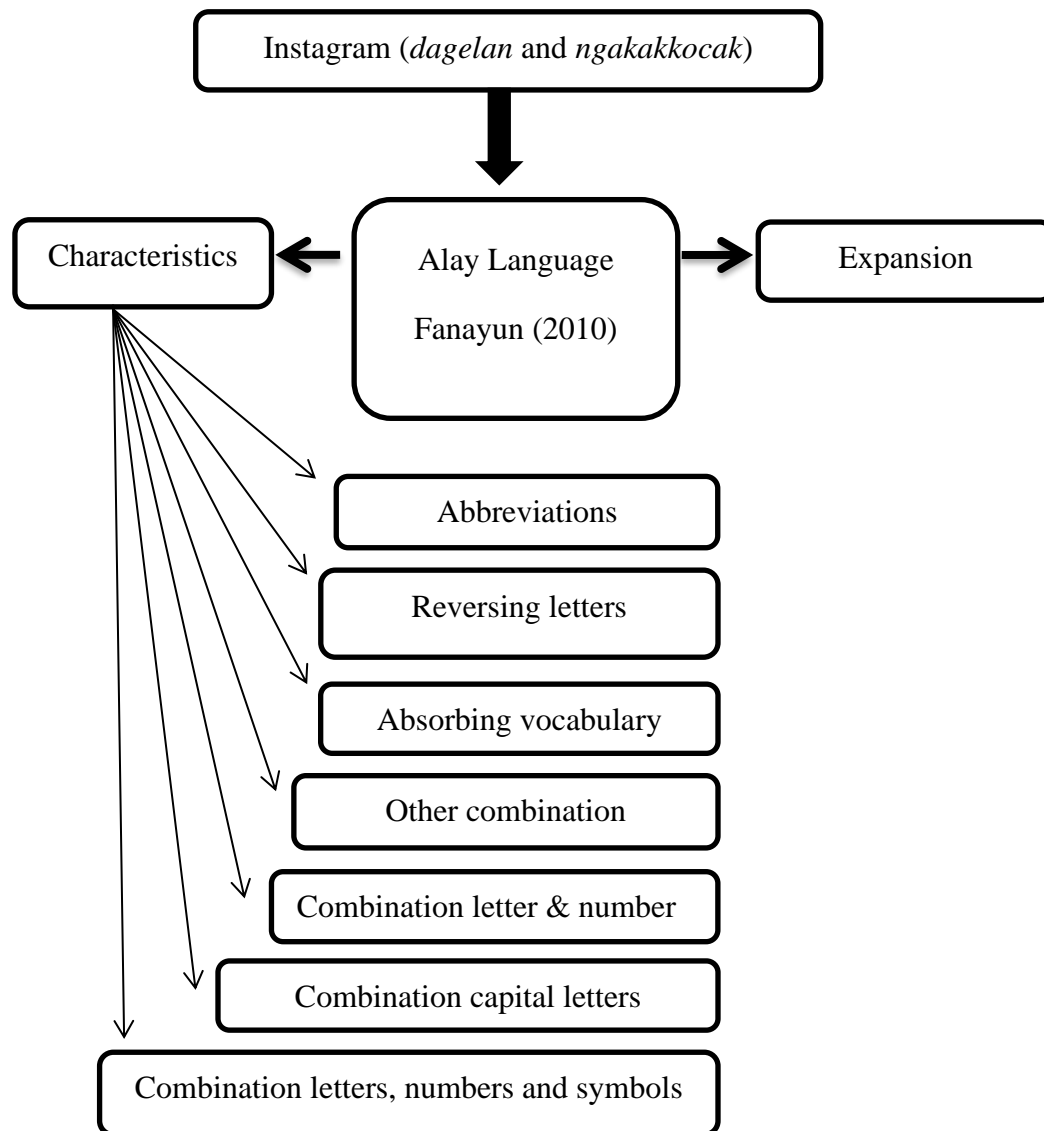 Instagram (dagelan and ngakakkocak)
Characteristics
Alay Language
Fanayun (2010)
Expansion
Abbreviations
Reversing letters
Absorbing vocabulary
Other combination
Combination letter & number
Combination capital letters
Combination letters, numbers and symbols